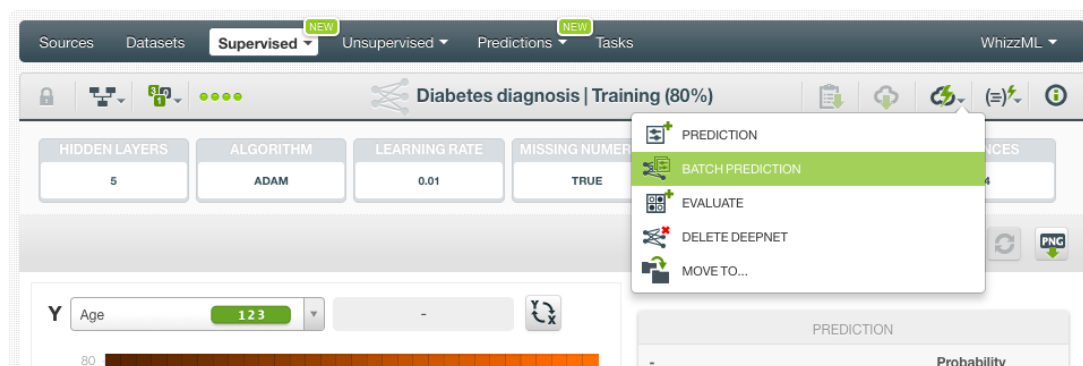 NEW NEW
Sources Datasets Supervised Unsupervised Predictions Tasks WhizzML
Diabetes diagnosis | Training (80%)
PREDICTION
HIDDEN LAYERS ALGORITHM LEARNING RATE MISSING NUMER NCES
5 ADAM 0.01 TRUE 4
BATCH PREDICTION
EVALUATE
DELETE DEEPNET
PNG
MOVE TO...
Y Age 123 - Y X
PREDICTION
80 - Probability